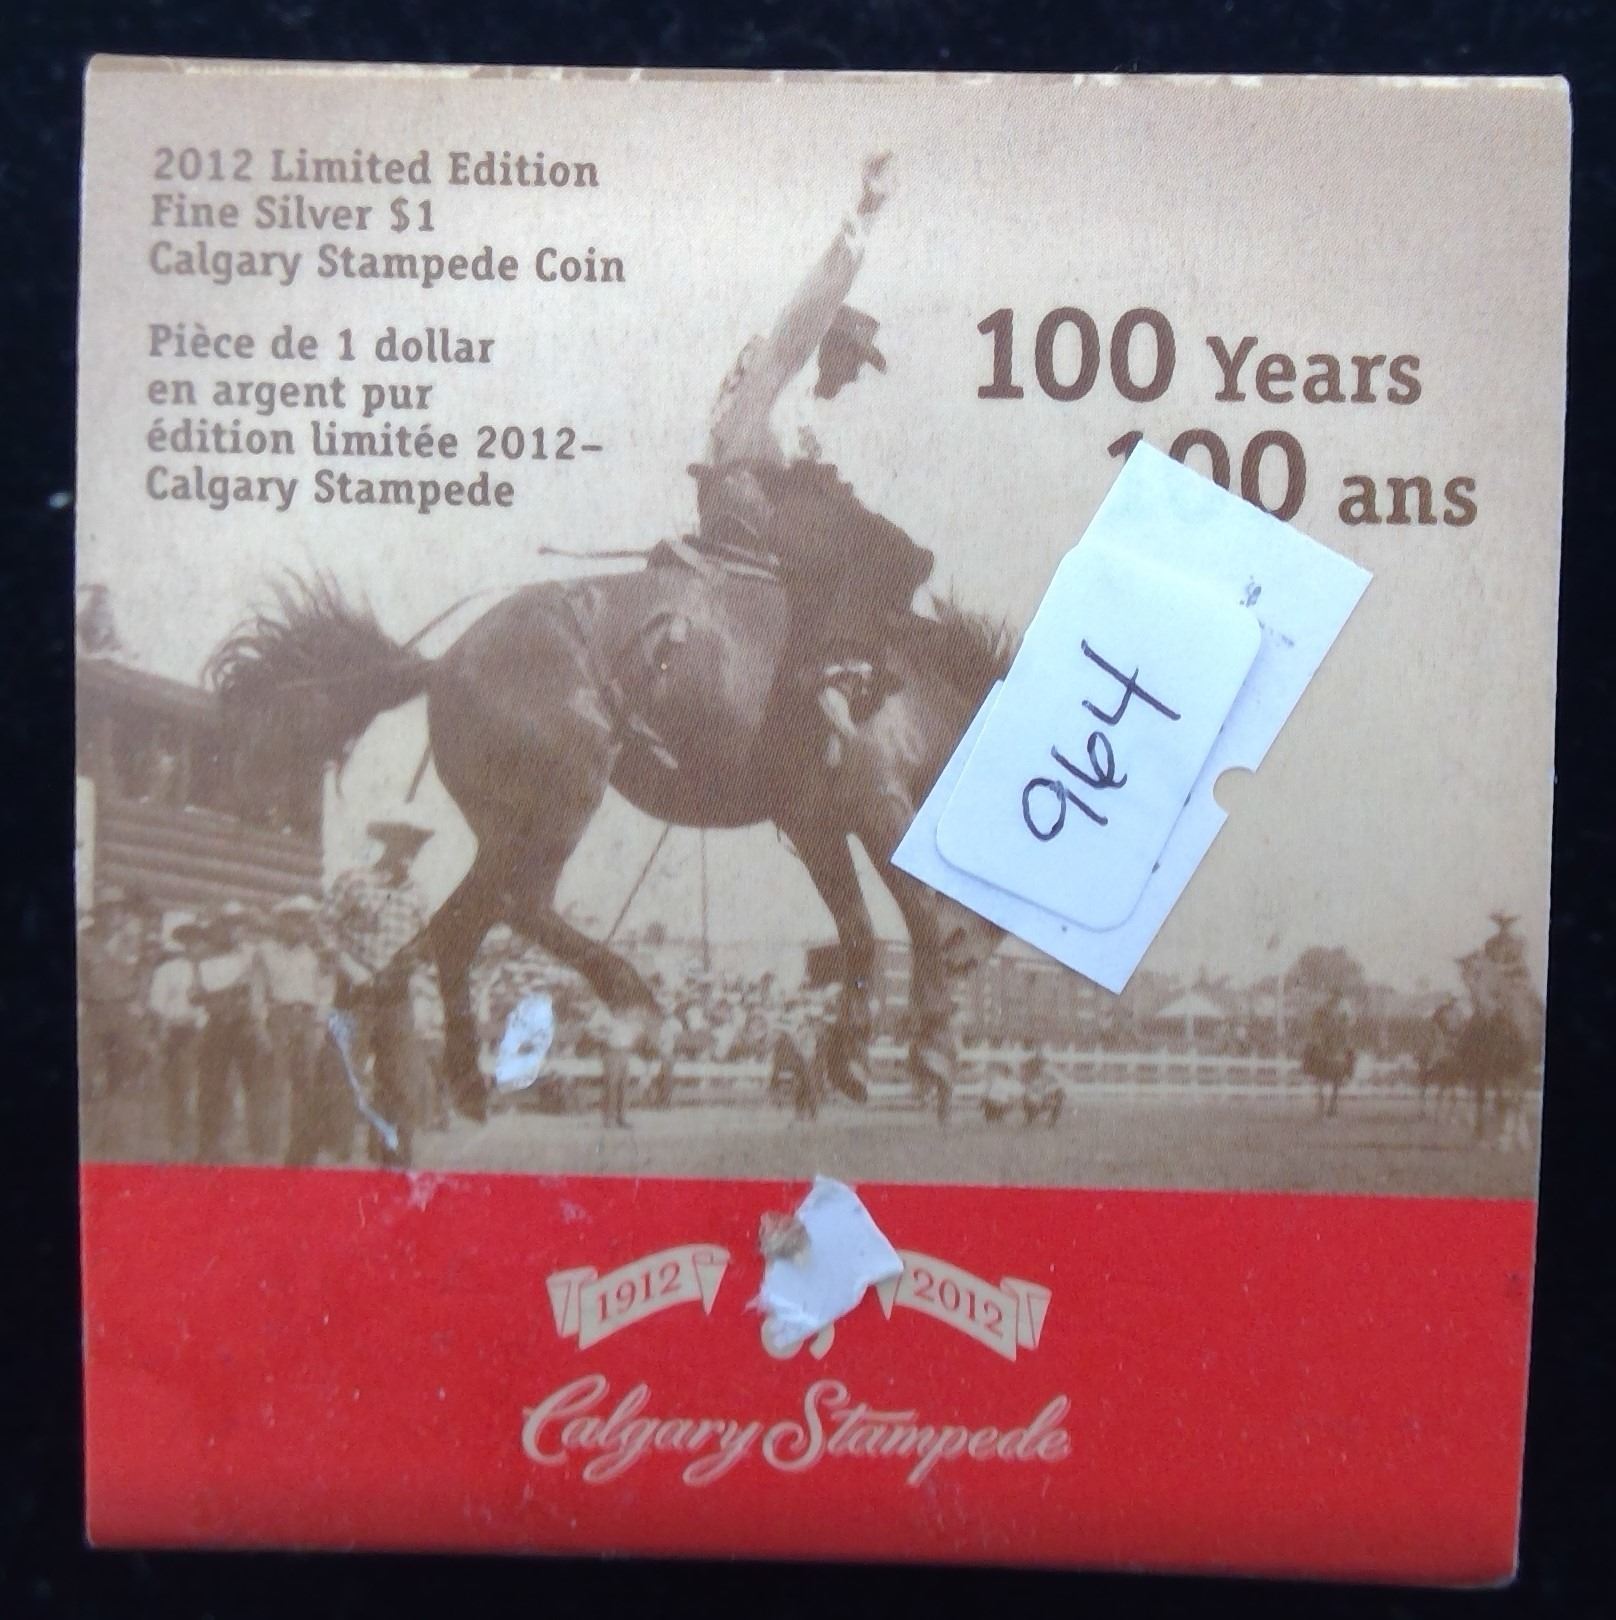 2012 Limited Edition
Fine Silver $1
Calgary Stampede Coin
Pièce de 1 dollar
en argent pur
édition limitée 2012–
Calgary Stampede
100 Years
100 ans
964
1912
2012
Calgary Stampede